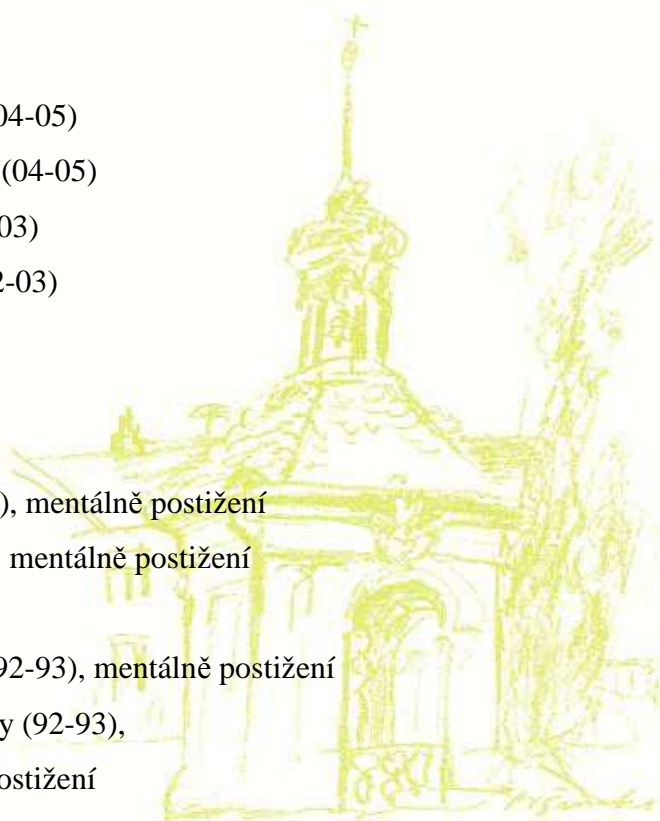 04-05)
(04-05)
03)
2-03)
), mentálně postižení
mentálně postižení
92-93), mentálně postižení
y (92-93),
ostižení